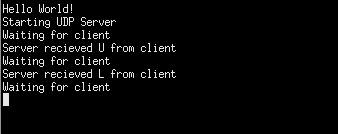 Hello World!
Starting UDP Server
Waiting for client
Server recieved U from client
Waiting for client
Server recieved L from client
Waiting for client